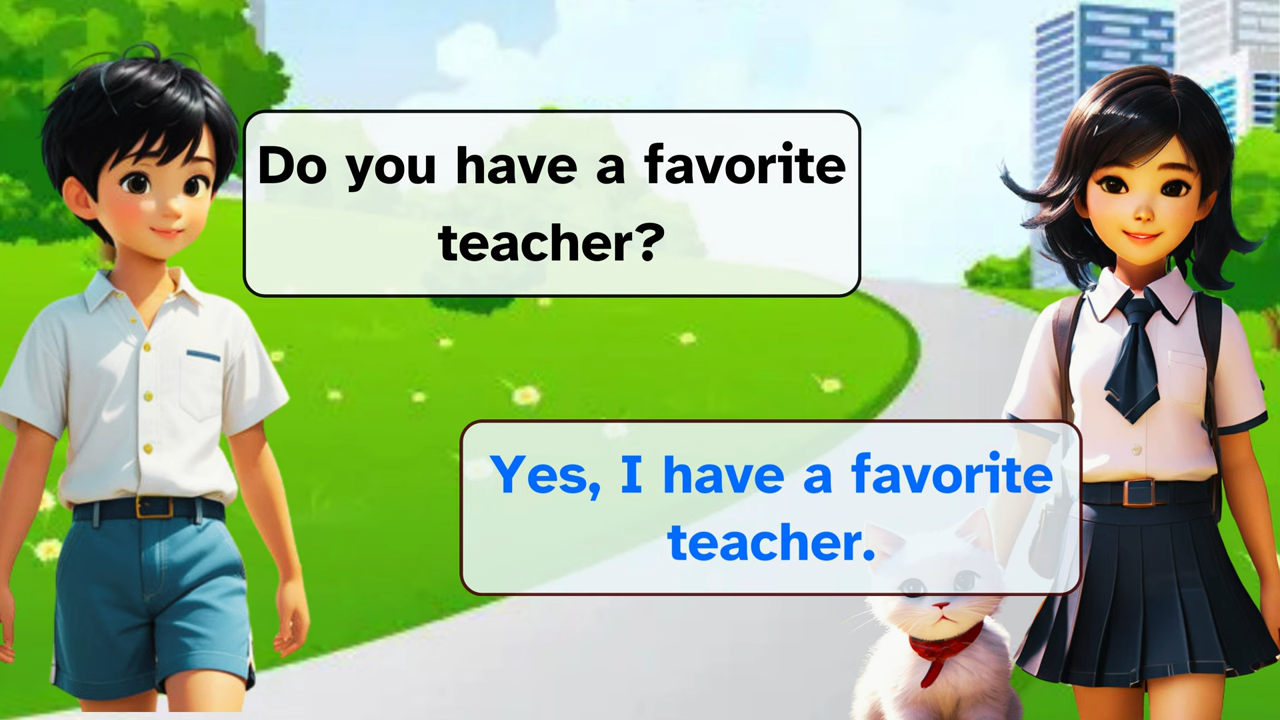 Do you have a favorite
teacher?
Yes, I have a favorite
teacher.